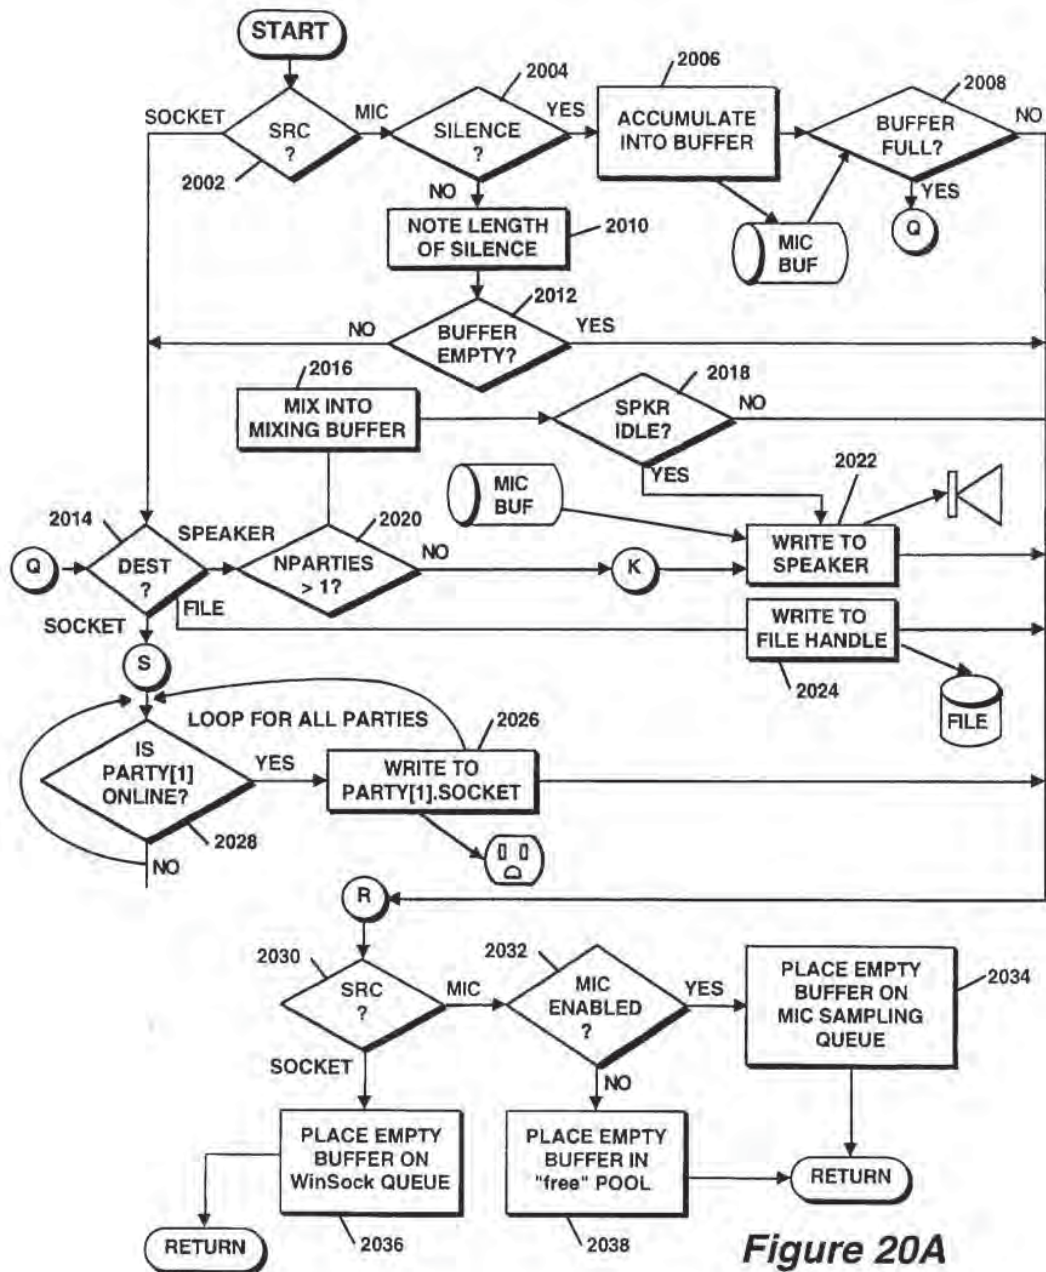 START
SOCKET
SRC
?
2002
MIC
SILENCE
?
2004
YES
ACCUMULATE
INTO BUFFER
2006
BUFFER
FULL?
2008
NO
YES
Q
MIC
BUF
NO
NOTE LENGTH
OF SILENCE
2010
NO
BUFFER
EMPTY?
2012
YES
2016
MIX INTO
MIXING BUFFER
SPKR
IDLE?
2018
NO
YES
MIC
BUF
2022
WRITE TO
SPEAKER
Q
2014
DEST
?
SPEAKER
NPARTIES
> 1?
2020
NO
K
FILE
WRITE TO
FILE HANDLE
2024
FILE
SOCKET
S
LOOP FOR ALL PARTIES
IS
PARTY[1]
ONLINE?
2028
YES
NO
2026
WRITE TO
PARTY[1].SOCKET
R
2030
SRC
?
MIC
2032
MIC
ENABLED
?
YES
PLACE EMPTY
BUFFER ON
MIC SAMPLING
QUEUE
2034
SOCKET
NO
PLACE EMPTY
BUFFER ON
WinSock QUEUE
2036
PLACE EMPTY
BUFFER IN
"free" POOL
2038
RETURN
RETURN
Figure 20A